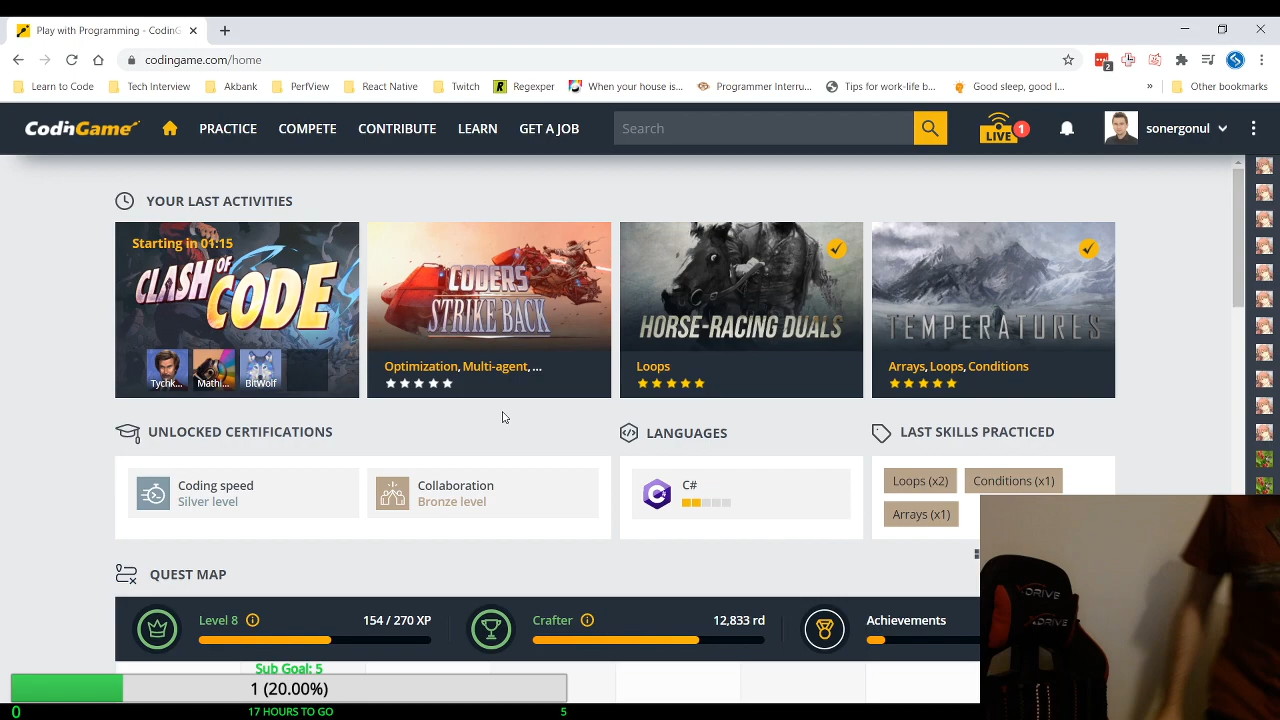 Play with Programming - CodinG
codingame.com/home
2
Learn to Code
Tech Interview
Akbank
PerfView
React Native
Twitch
R Regexper
When your house is...
Programmer Interru...
Tips for work-life b...
Good sleep, good l...
»
Other bookmarks
CodinGame
PRACTICE
COMPETE
CONTRIBUTE
LEARN
GET A JOB
Search
LIVE
1
sonergonul
YOUR LAST ACTIVITIES
Starting in 01:15
CLASH OF CODE
Tychk...
Mathi...
BitWolf
CODERS
STRIKE BACK
Optimization, Multi-agent, ...
HORSE-RACING DUALS
Loops
TEMPERATURES
Arrays, Loops, Conditions
UNLOCKED CERTIFICATIONS
Coding speed
Silver level
Collaboration
Bronze level
LANGUAGES
C#
LAST SKILLS PRACTICED
Loops (x2)
Conditions (x1)
Arrays (x1)
QUEST MAP
Level 8
154 / 270 XP
Crafter
12,833 rd
Achievements
Sub Goal: 5
1 (20.00%)
0
17 HOURS TO GO
5